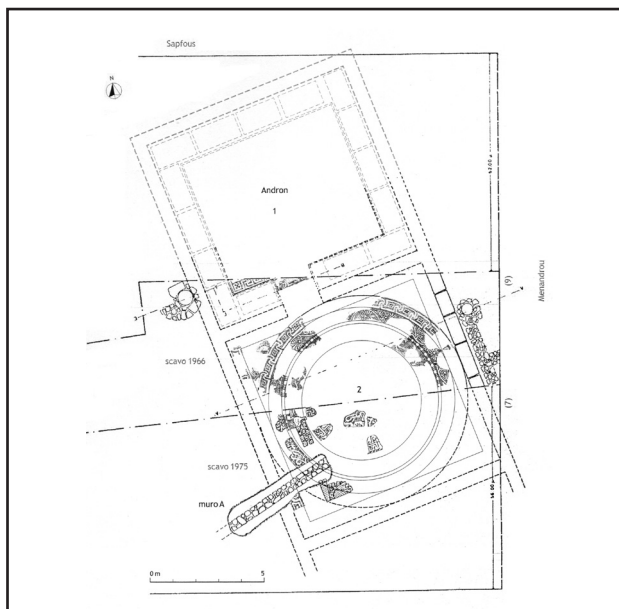 Sapfous
N
Andron
1
(9)
Menandrou
scavo 1966
2
(7)
scavo 1975
muro A
0 m
5